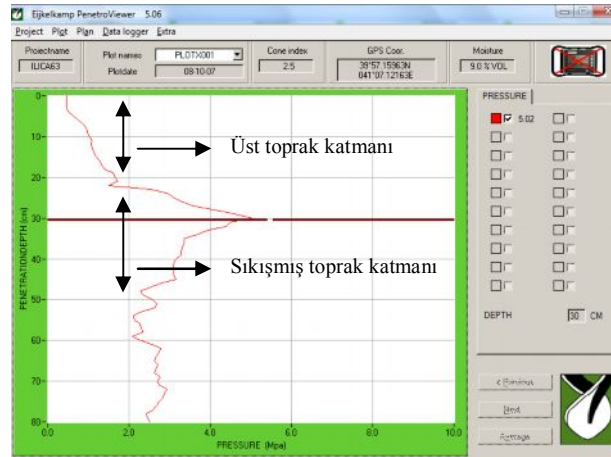 Eijkelkamp PenetroViewer 5.06
Project Plot Plan Data logger Extra
Projectname
ILICA63
Plot names
PLOTX001
Plotdate
08-10-07
Cone index
2.5
GPS Coor.
39°57.15963N
041°07.12163E
Moisture
9.0 % VOL
PRESSURE
5.02
DEPTH
30 CM
< Previous
Next
Average
PENETRATIONDEPTH (cm)
0
10
20
30
40
50
60
70
80
Üst toprak katmanı
Sıkışmış toprak katmanı
0.0 2.0 4.0 6.0 8.0 10.0
PRESSURE (Mpa)